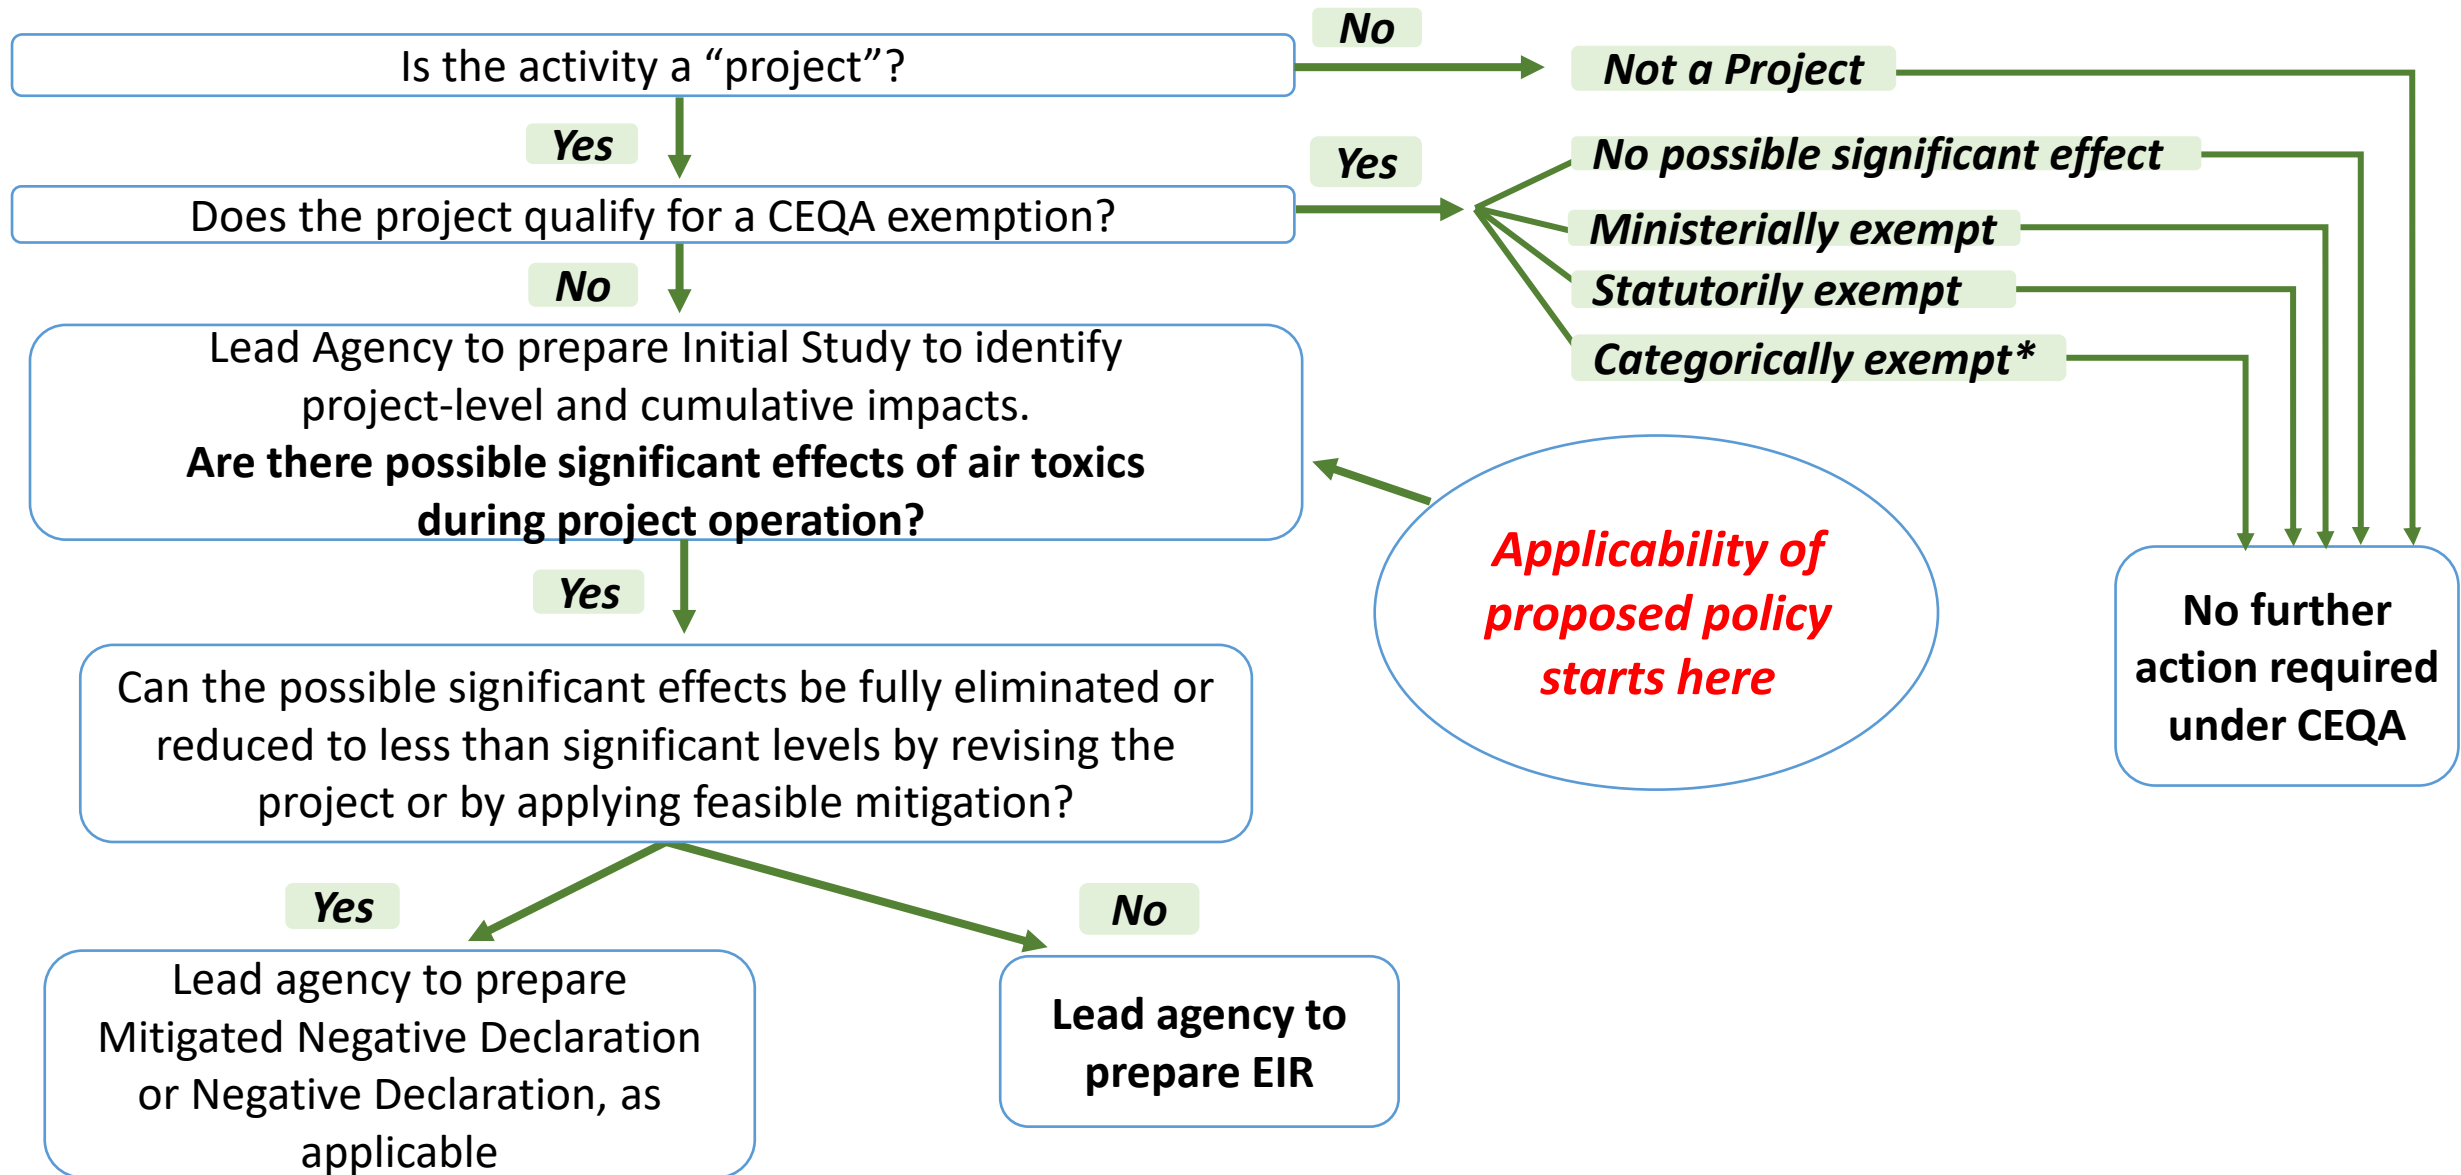 Is the activity a “project”?
No
Not a Project
Yes
Does the project qualify for a CEQA exemption?
Yes
No possible significant effect
Ministerially exempt
Statutorily exempt
Categorically exempt*
No
Lead Agency to prepare Initial Study to identify
project-level and cumulative impacts.
Are there possible significant effects of air toxics
during project operation?
Applicability of
proposed policy
starts here
No further
action required
under CEQA
Yes
Can the possible significant effects be fully eliminated or
reduced to less than significant levels by revising the
project or by applying feasible mitigation?
Yes
No
Lead agency to prepare
Mitigated Negative Declaration
or Negative Declaration, as
applicable
Lead agency to
prepare EIR